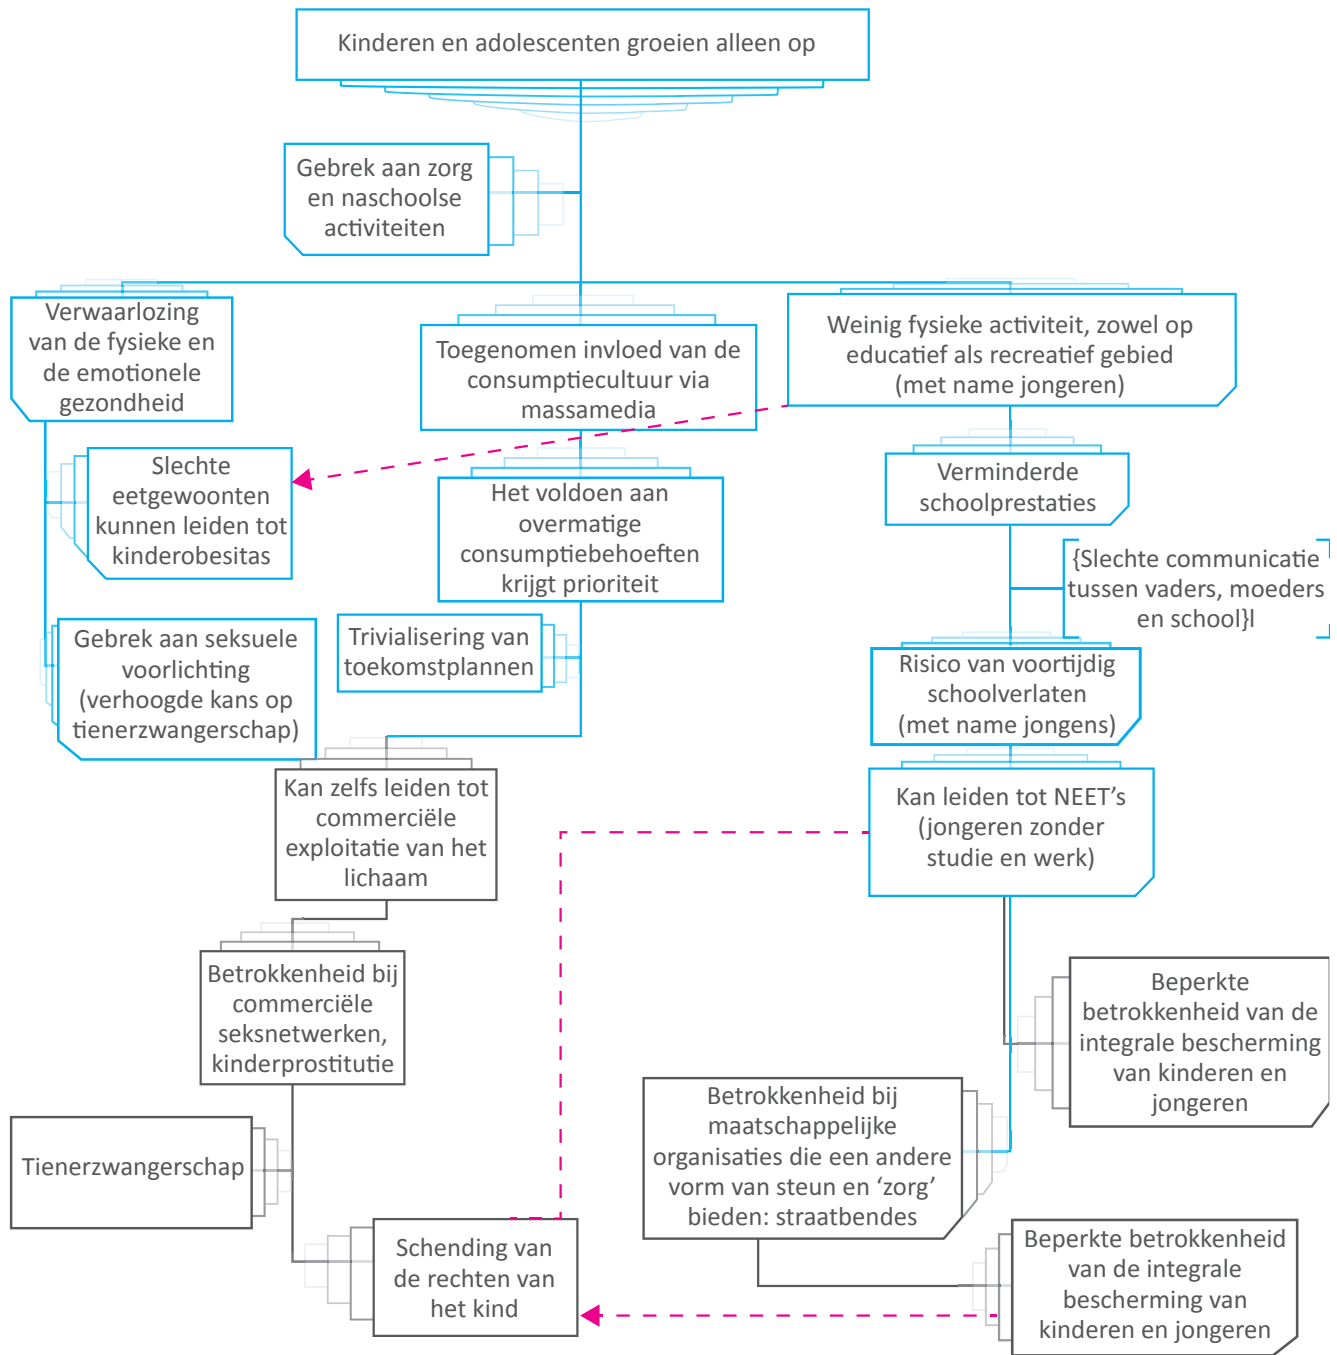 Kinderen en adolescenten groeien alleen op
Gebrek aan zorg
en naschoolse
activiteiten
Verwaarlozing
van de fysieke en
de emotionele
gezondheid
Toegenomen invloed van de
consumptiecultuur via
massamedia
Weinig fysieke activiteit, zowel op
educatief als recreatief gebied
(met name jongeren)
Slechte
eetgewoonten
kunnen leiden tot
kinderobesitas
Het voldoen aan
overmatige
consumptiebehoeften
krijgt prioriteit
Verminderde
schoolprestaties
{Slechte communicatie
tussen vaders, moeders
en school}l
Gebrek aan seksuele
voorlichting
(verhoogde kans op
tienerzwangerschap)
Trivialisering van
toekomstplannen
Risico van voortijdig
schoolverlaten
(met name jongens)
Kan zelfs leiden tot
commerciële
exploitatie van het
lichaam
Kan leiden tot NEET’s
(jongeren zonder
studie en werk)
Betrokkenheid bij
commerciële
seksnetwerken,
kinderprostitutie
Beperkte
betrokkenheid van de
integrale bescherming
van kinderen en
jongeren
Betrokkenheid bij
maatschappelijke
organisaties die een andere
vorm van steun en ‘zorg’
bieden: straatbendes
Tienerzwangerschap
Schending van
de rechten van
het kind
Beperkte betrokkenheid
van de integrale
bescherming van
kinderen en jongeren